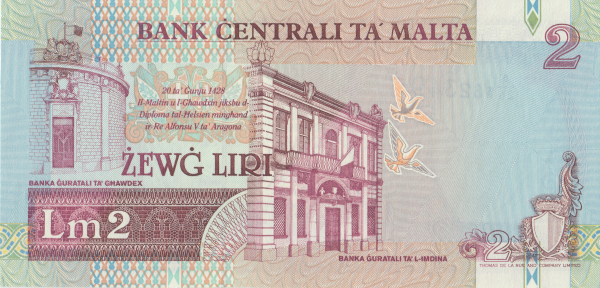 BANK ĊENTRALI TA' MALTA
2
20 ta' Ġunju 1428
Il-Maltin u l-Għawdxin jiksbu d-
Diploma tal-Ħelsien mingħand
ir-Re Alfonsu V ta' Aragona
ŻEWĠ LIRI
BANKA ĠURATALI TA' GĦAWDEX
Lm2
BANKA ĠURATALI TA' L-IMDINA
2
THOMAS DE LA RUE AND COMPANY LIMITED